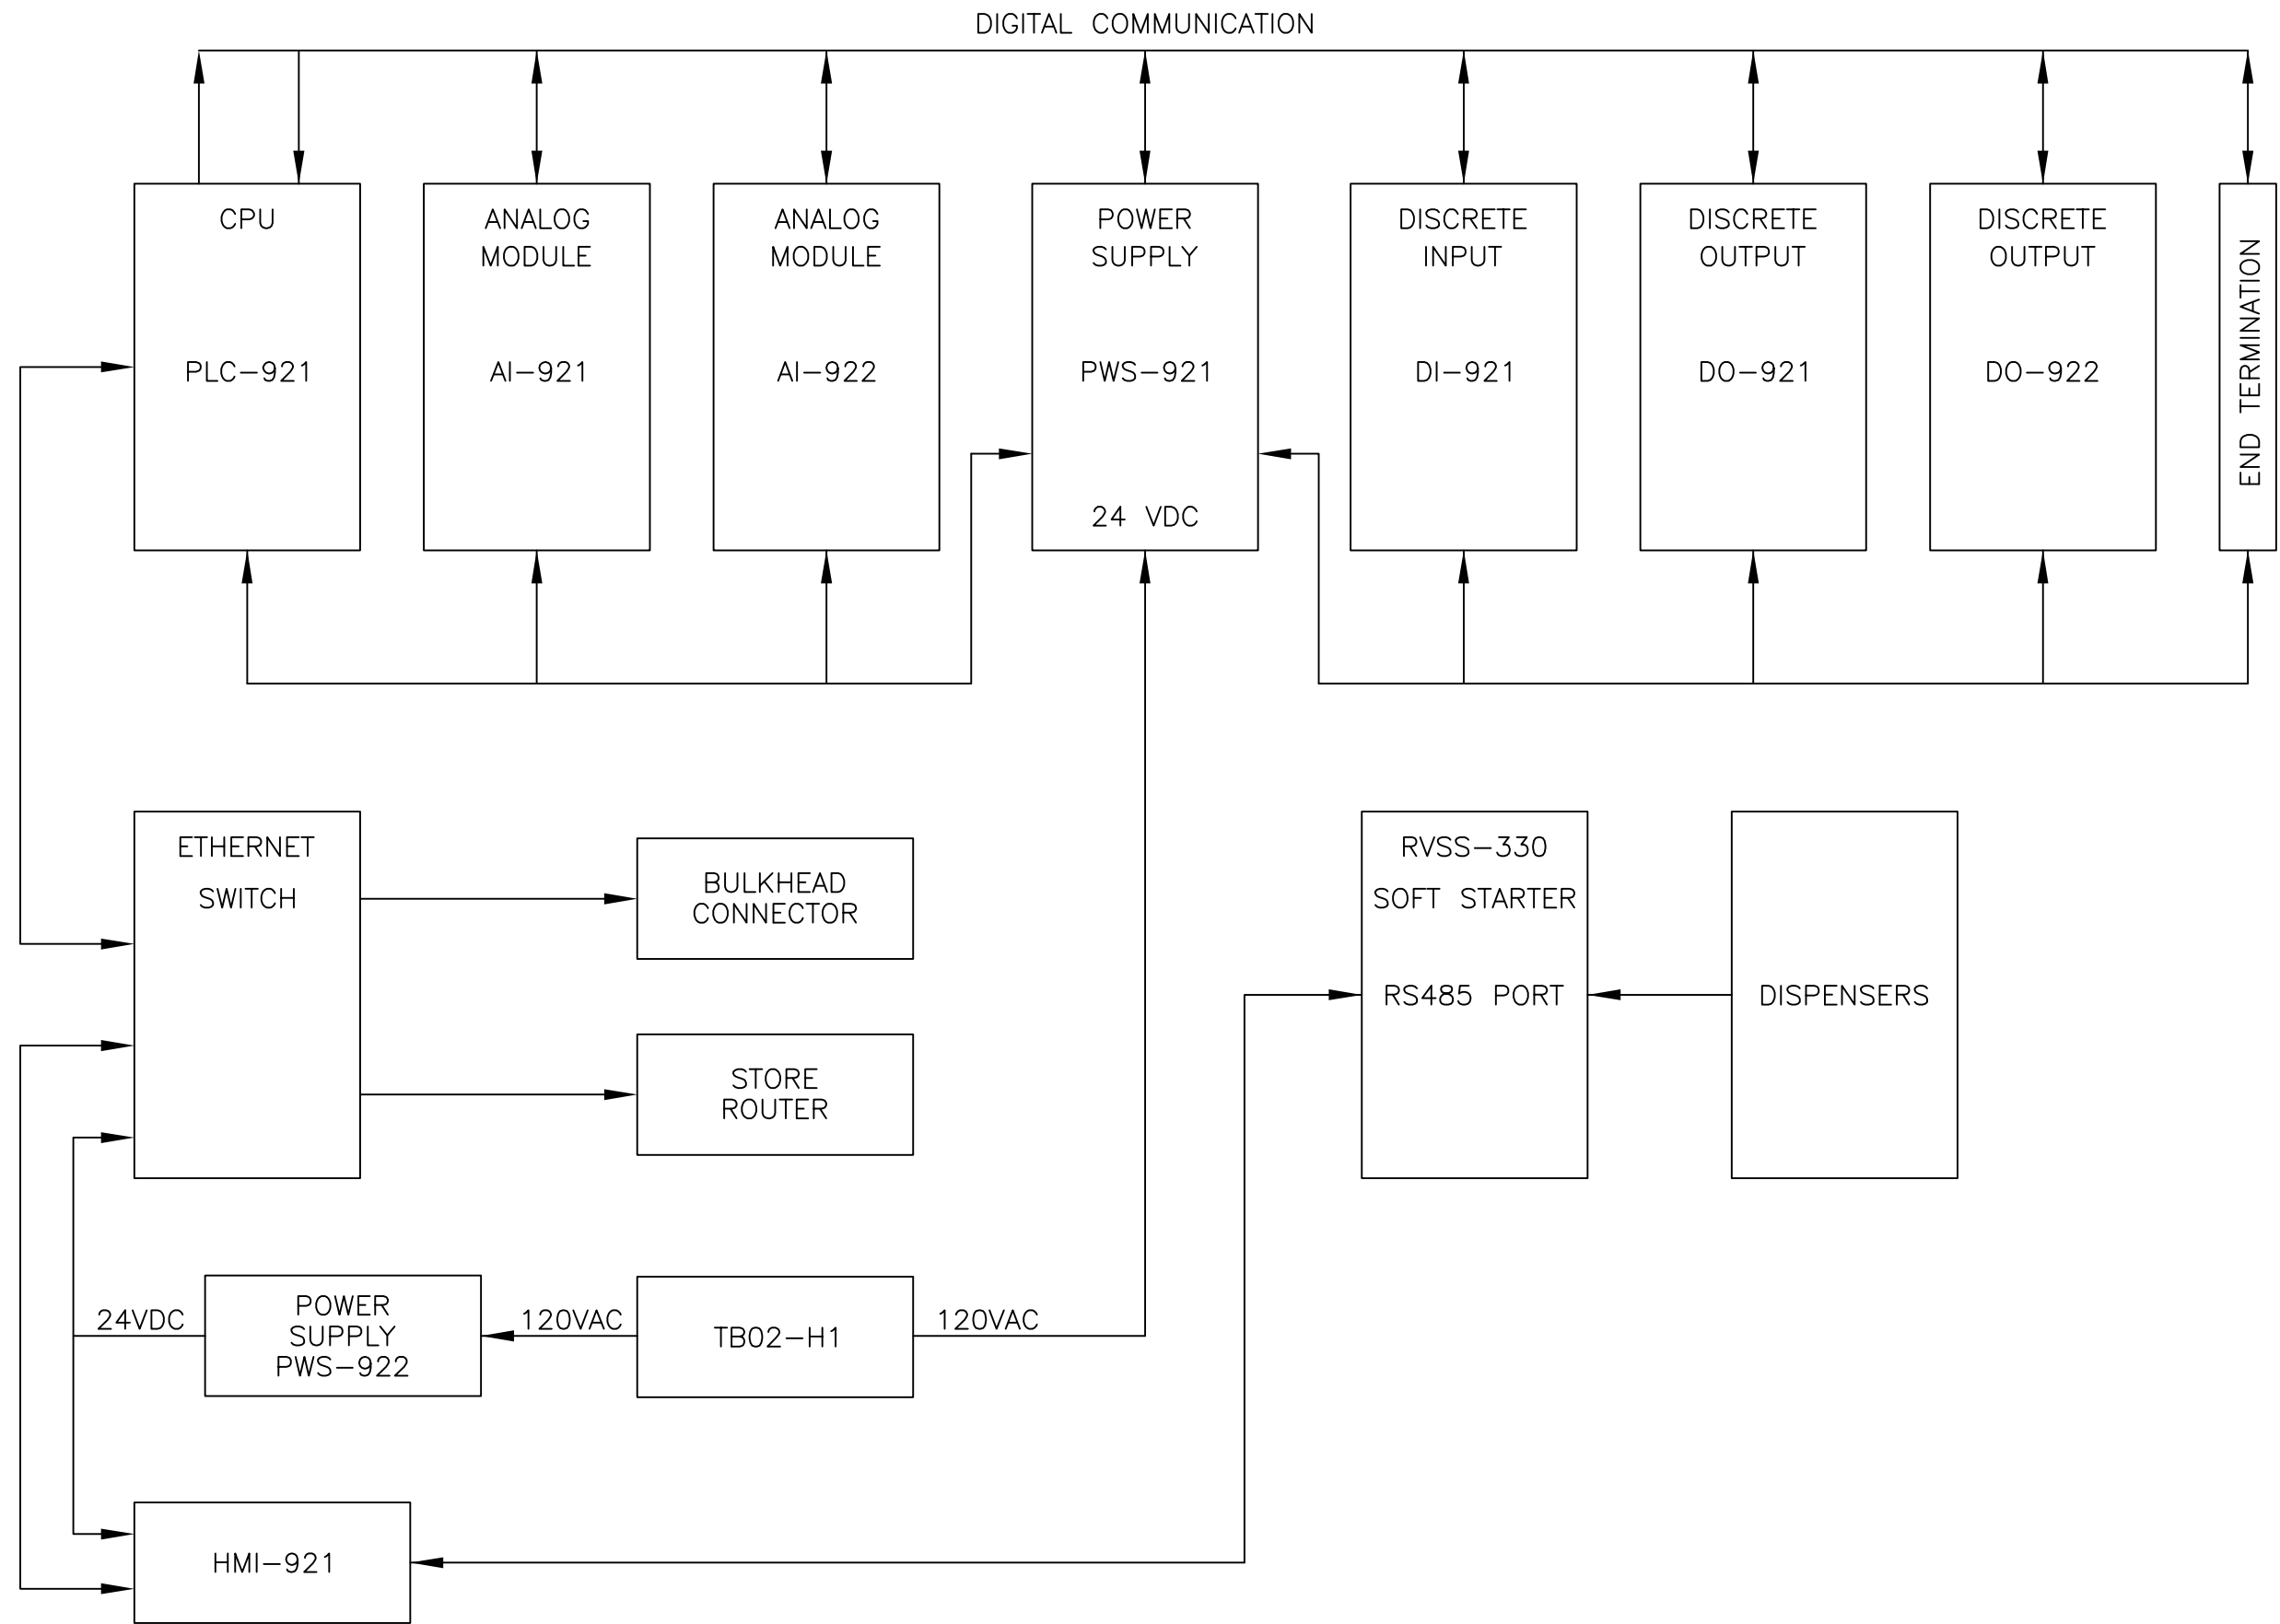 DIGITAL COMMUNICATION
CPU
PLC-921
ANALOG
MODULE
AI-921
ANALOG
MODULE
AI-922
POWER
SUPPLY
PWS-921
24 VDC
DISCRETE
INPUT
DI-921
DISCRETE
OUTPUT
DO-921
DISCRETE
OUTPUT
DO-922
END TERMINATION
ETHERNET
SWITCH
BULKHEAD
CONNECTOR
STORE
ROUTER
RVSS-330
SOFT STARTER
RS485 PORT
DISPENSERS
24VDC
POWER
SUPPLY
PWS-922
120VAC
TB02-H1
120VAC
HMI-921